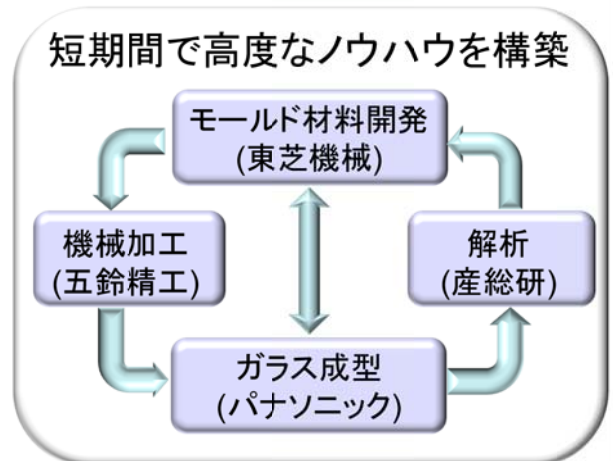 短期間で高度なノウハウを構築
モールド材料開発
(東芝機械)
機械加工
(五鈴精工)
解析
(産総研)
ガラス成型
(パナソニック)